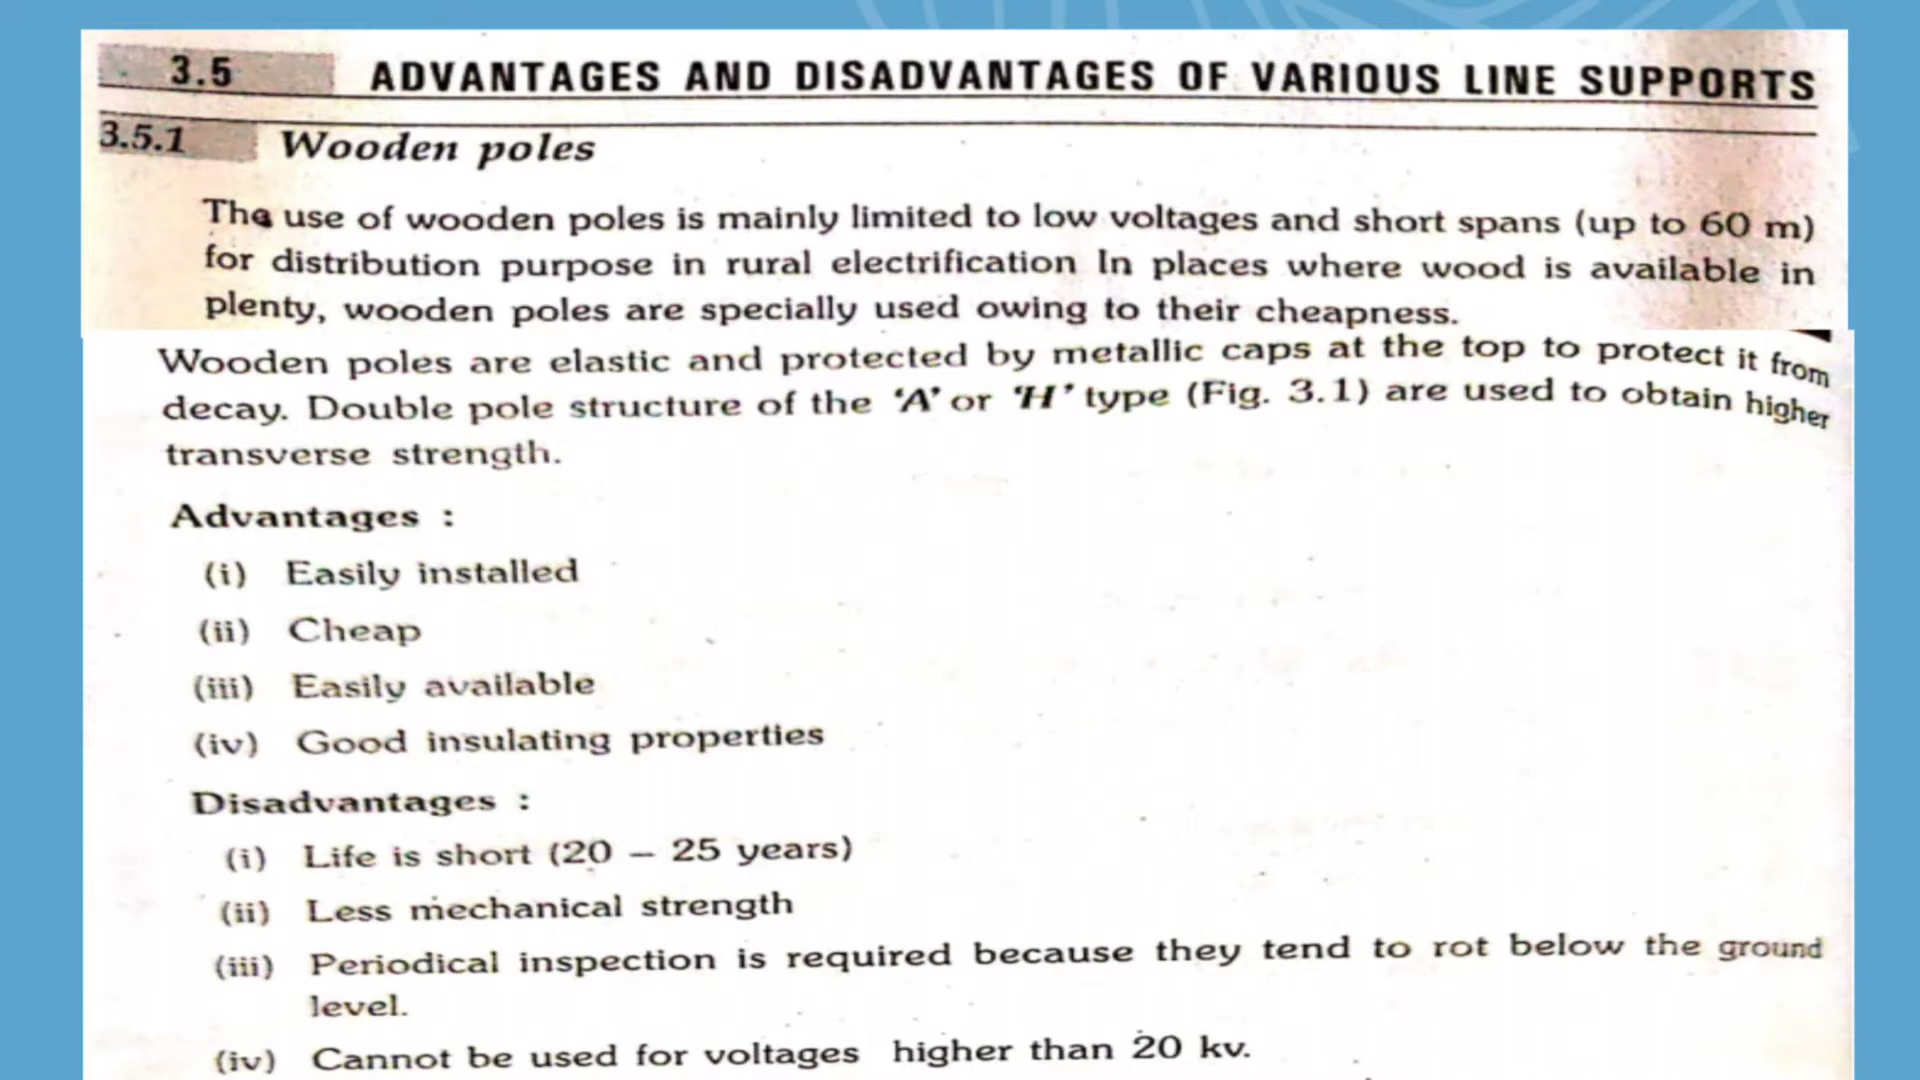 3.5 ADVANTAGES AND DISADVANTAGES OF VARIOUS LINE SUPPORTS
3.5.1 Wooden poles
The use of wooden poles is mainly limited to low voltages and short spans (up to 60 m)
for distribution purpose in rural electrification In places where wood is available in
plenty, wooden poles are specially used owing to their cheapness.
Wooden poles are elastic and protected by metallic caps at the top to protect it from
decay. Double pole structure of the 'A' or 'H' type (Fig. 3.1) are used to obtain higher
transverse strength.
Advantages :
(i) Easily installed
(ii) Cheap
(iii) Easily available
(iv) Good insulating properties
Disadvantages :
(i) Life is short (20 – 25 years)
(ii) Less mechanical strength
(iii) Periodical inspection is required because they tend to rot below the ground
level.
(iv) Cannot be used for voltages higher than 20 kv.